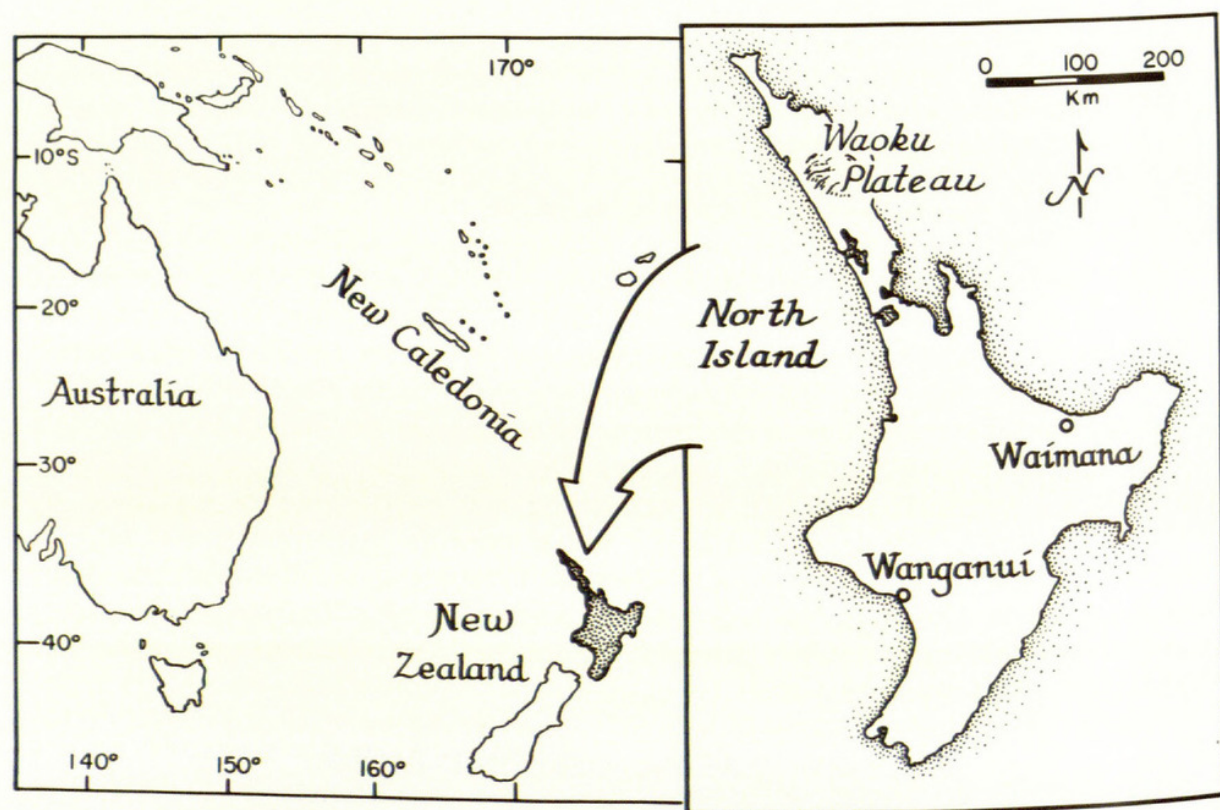 170°
10°S
20°
30°
40°
140°
150°
160°
170°
Australia
New Caledonia
New
Zealand
0 100 200
Km
N
Waoku
Plateau
North
Island
Waimana
Wanganui